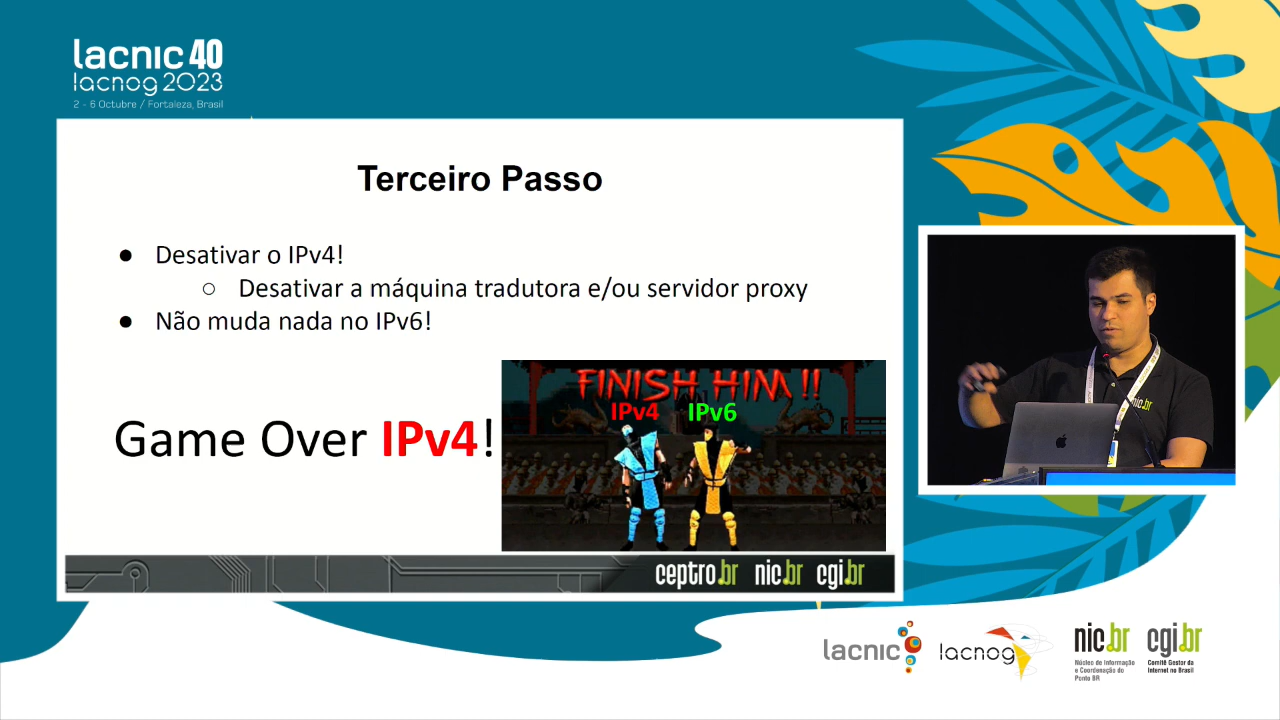 lacnic 40
lacnog 2023
2 - 6 Octubre / Fortaleza, Brasil
Terceiro Passo
● Desativar o IPv4!
○ Desativar a máquina tradutora e/ou servidor proxy
● Não muda nada no IPv6!
FINISH HIM!!
IPv4 IPv6
Game Over IPv4!
ceptro.br nic.br cgi.br
nic.br
lacnic
lacnog
nic.br
Núcleo de Informação
e Coordenação do
Ponto BR
cgi.br
Comitê Gestor da
Internet no Brasil